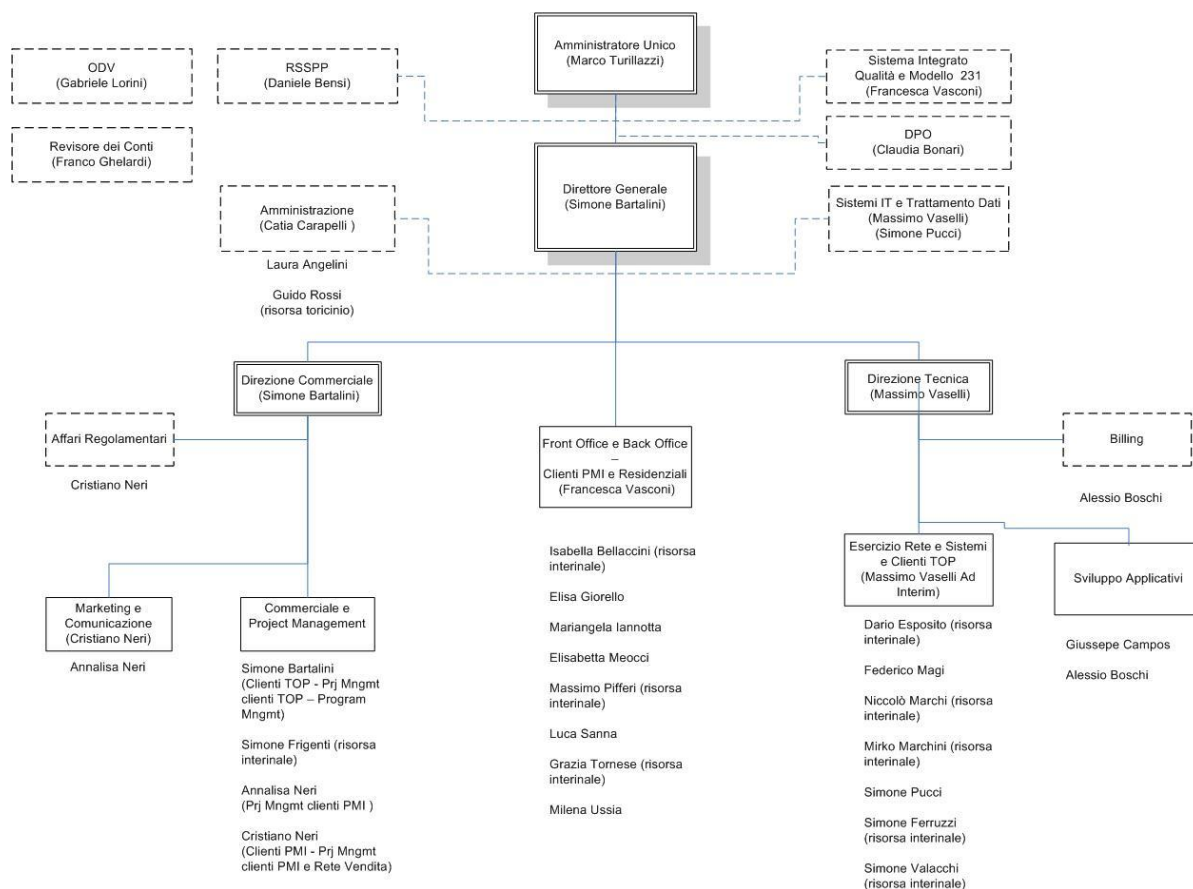 Amministratore Unico
(Marco Turillazzi)
ODV
(Gabriele Lorini)
RSSPP
(Daniele Bensi)
Sistema Integrato
Qualità e Modello 231
(Francesca Vasconi)
Revisore dei Conti
(Franco Ghelardi)
DPO
(Claudia Bonari)
Direttore Generale
(Simone Bartalini)
Amministrazione
(Catia Carapelli )
Sistemi IT e Trattamento Dati
(Massimo Vaselli)
(Simone Pucci)
Laura Angelini
Guido Rossi
(risorsa toricinio)
Direzione Commerciale
(Simone Bartalini)
Direzione Tecnica
(Massimo Vaselli)
Affari Regolamentari
Cristiano Neri
Front Office e Back Office
–
Clienti PMI e Residenziali
(Francesca Vasconi)
Billing
Alessio Boschi
Marketing e
Comunicazione
(Cristiano Neri)
Annalisa Neri
Commerciale e
Project Management
Simone Bartalini
(Clienti TOP - Prj Mngmt
clienti TOP – Program
Mngmt)
Simone Frigenti (risorsa
interinale)
Annalisa Neri
(Prj Mngmt clienti PMI )
Cristiano Neri
(Clienti PMI - Prj Mngmt
clienti PMI e Rete Vendita)
Isabella Bellaccini (risorsa
interinale)
Elisa Giorello
Mariangela Iannotta
Elisabetta Meocci
Massimo Pifferi (risorsa
interinale)
Luca Sanna
Grazia Tornese (risorsa
interinale)
Milena Ussia
Esercizio Rete e Sistemi
e Clienti TOP
(Massimo Vaselli Ad
Interim)
Dario Esposito (risorsa
interinale)
Federico Magi
Niccolò Marchi (risorsa
interinale)
Mirko Marchini (risorsa
interinale)
Simone Pucci
Simone Ferruzzi
(risorsa interinale)
Simone Valacchi
(risorsa interinale)
Sviluppo Applicativi
Giussepe Campos
Alessio Boschi